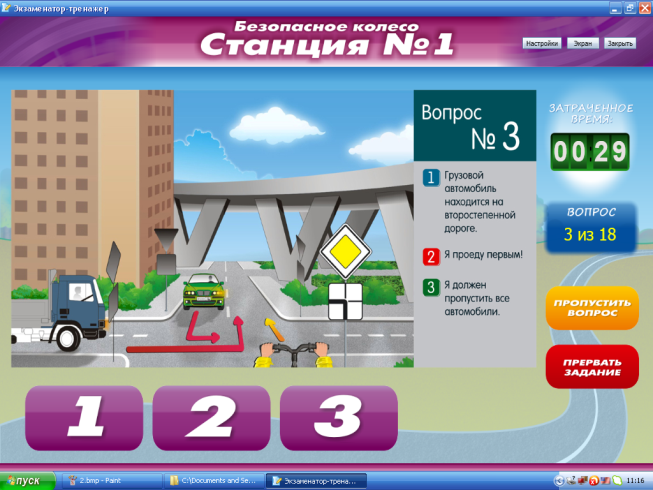 Экзаменатор-тренажер
Безопасное колесо
Станция №1
Настройки
Экран
Закрыть
Вопрос
№ 3
1 Грузовой
автомобиль
находится на
второстепенной
дороге.
2 Я проеду первым!
3 Я должен
пропустить все
автомобили.
ЗАТРАЧЕННОЕ
ВРЕМЯ:
00:29
ВОПРОС
3 из 18
ПРОПУСТИТЬ
ВОПРОС
ПРЕРВАТЬ
ЗАДАНИЕ
1 2 3
пуск
2.bmp - Paint
C:\Documents and Se...
Экзаменатор-трена...
11:16